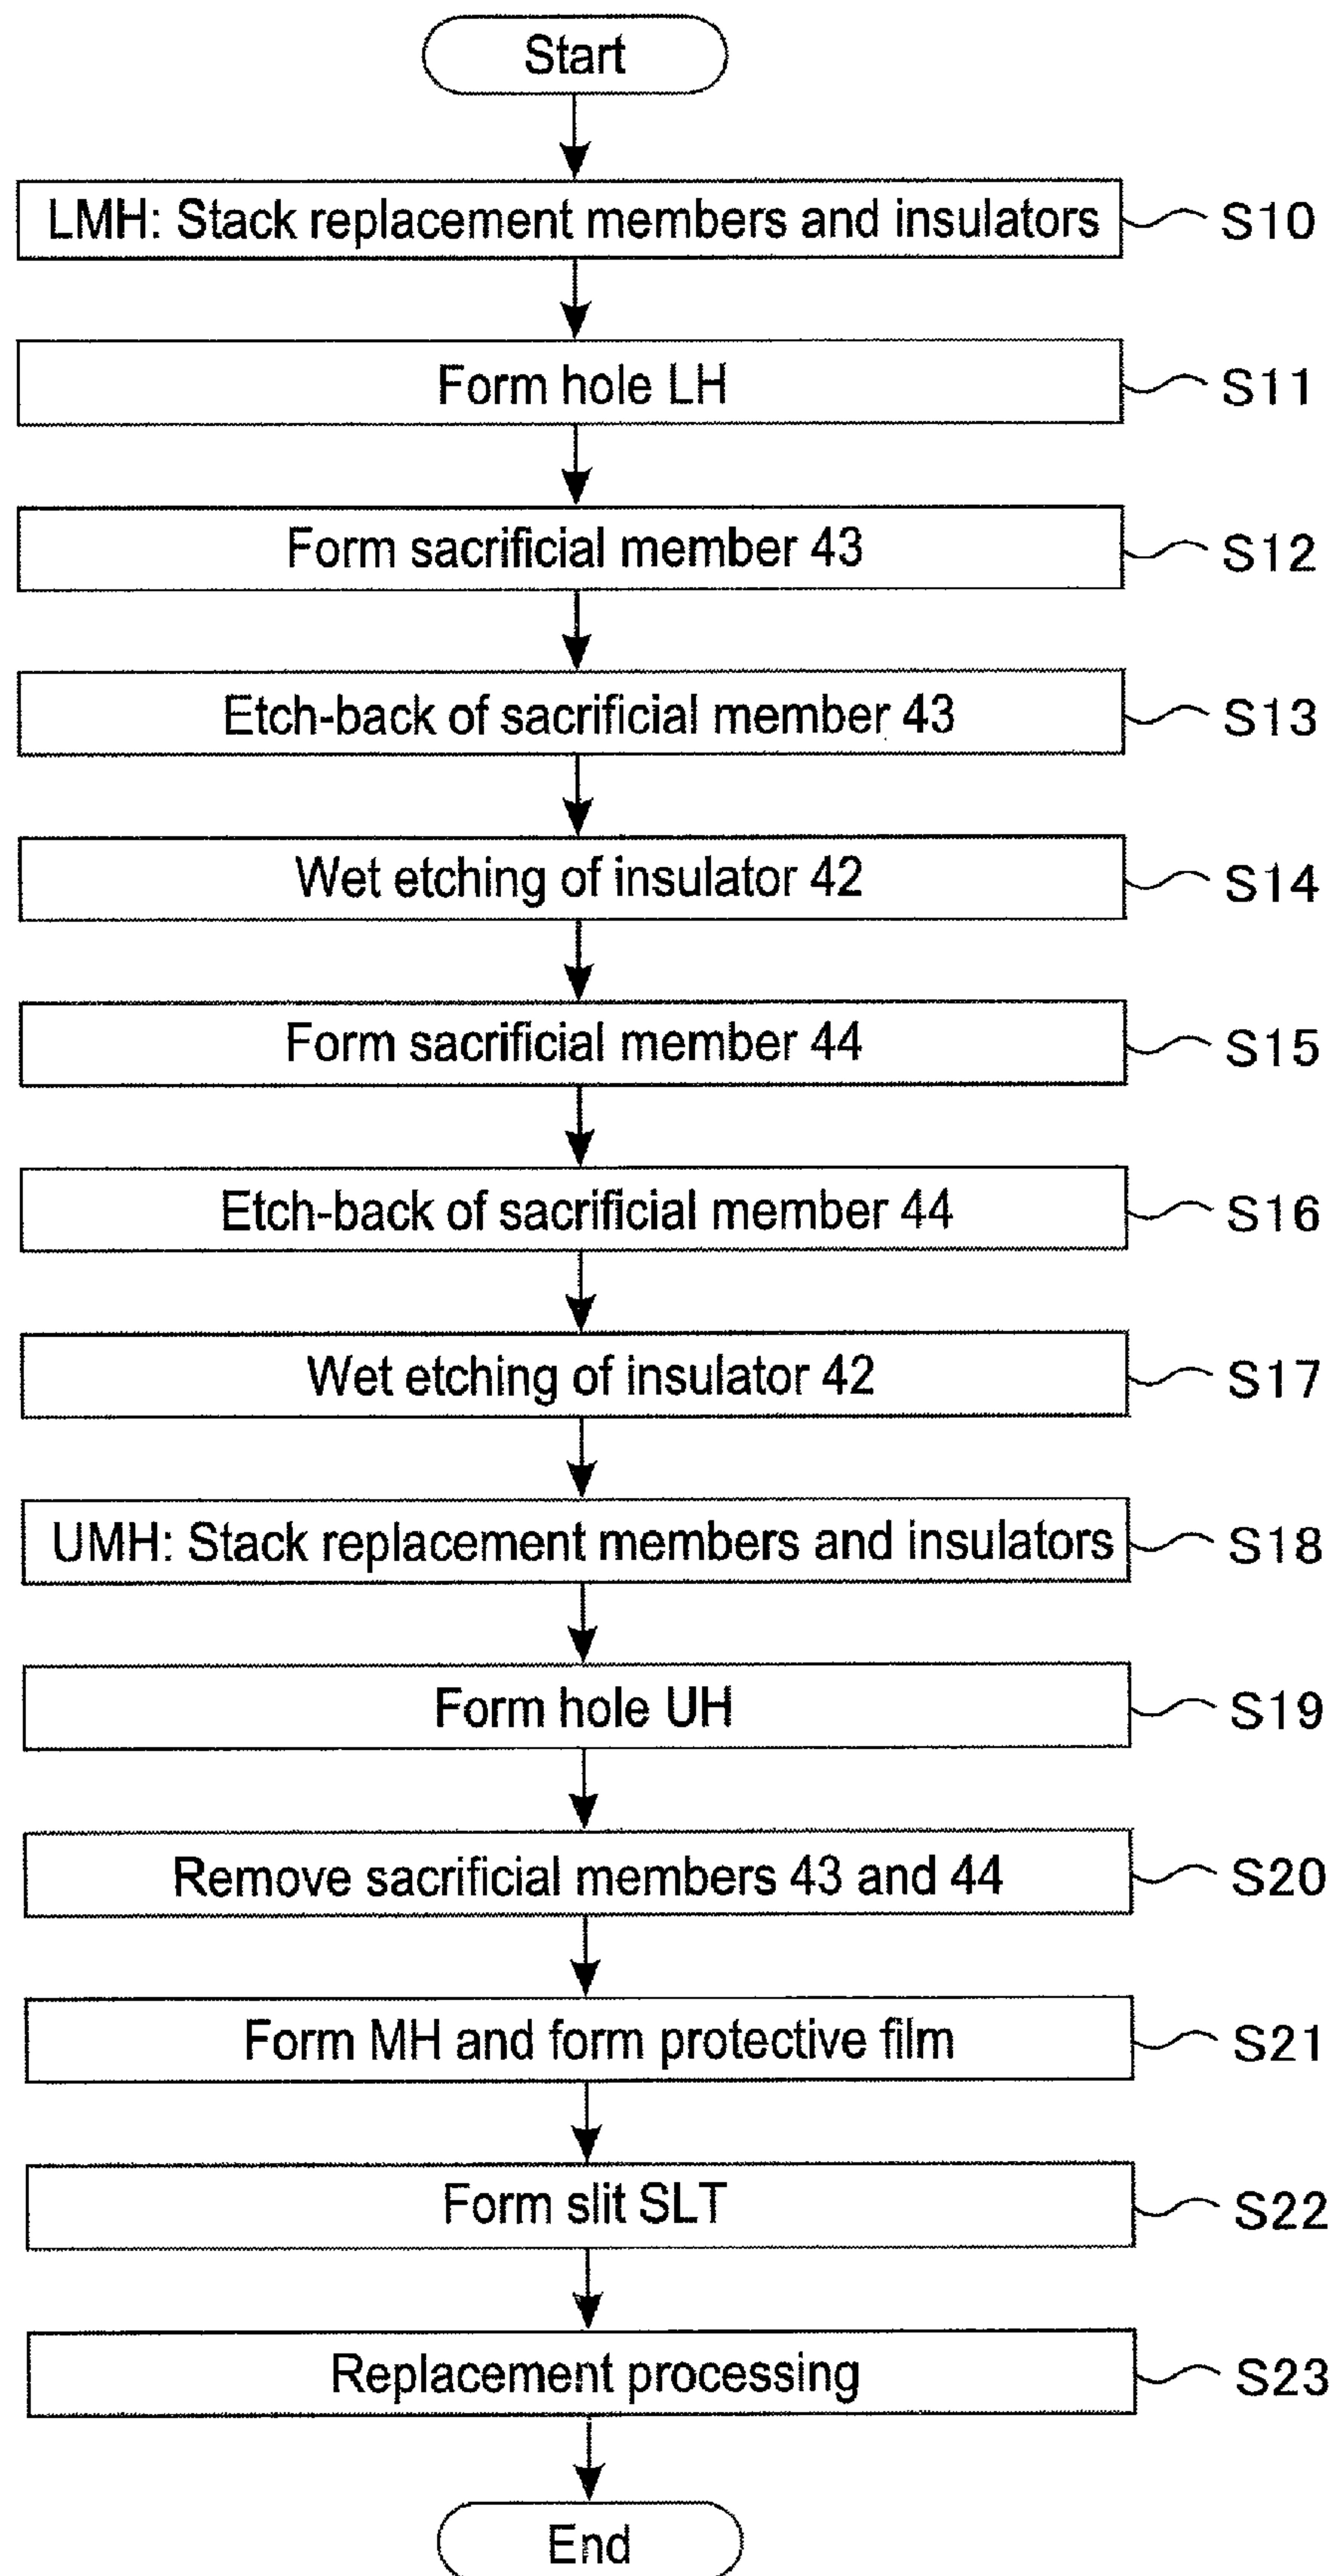 Start
LMH: Stack replacement members and insulators S10
Form hole LH S11
Form sacrificial member 43 S12
Etch-back of sacrificial member 43 S13
Wet etching of insulator 42 S14
Form sacrificial member 44 S15
Etch-back of sacrificial member 44 S16
Wet etching of insulator 42 S17
UMH: Stack replacement members and insulators S18
Form hole UH S19
Remove sacrificial members 43 and 44 S20
Form MH and form protective film S21
Form slit SLT S22
Replacement processing S23
End